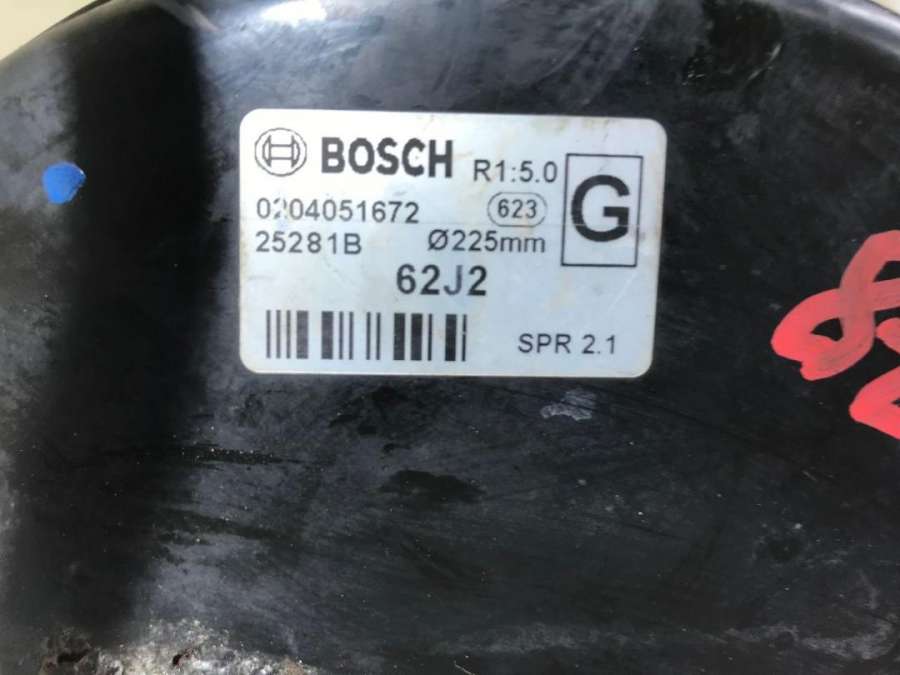 BOSCH R1:5.0
G
0204051672 623
25281B Ø225mm
62J2
SPR 2.1